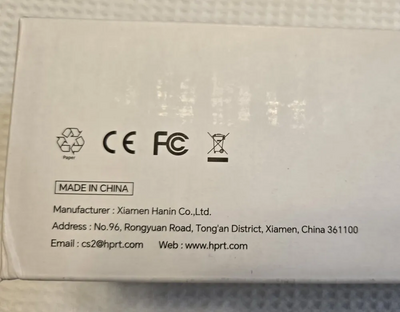 Paper
CE FC
MADE IN CHINA
Manufacturer : Xiamen Hanin Co.,Ltd.
Address : No.96, Rongyuan Road, Tong'an District, Xiamen, China 361100
Email : cs2@hprt.com Web : www.hprt.com